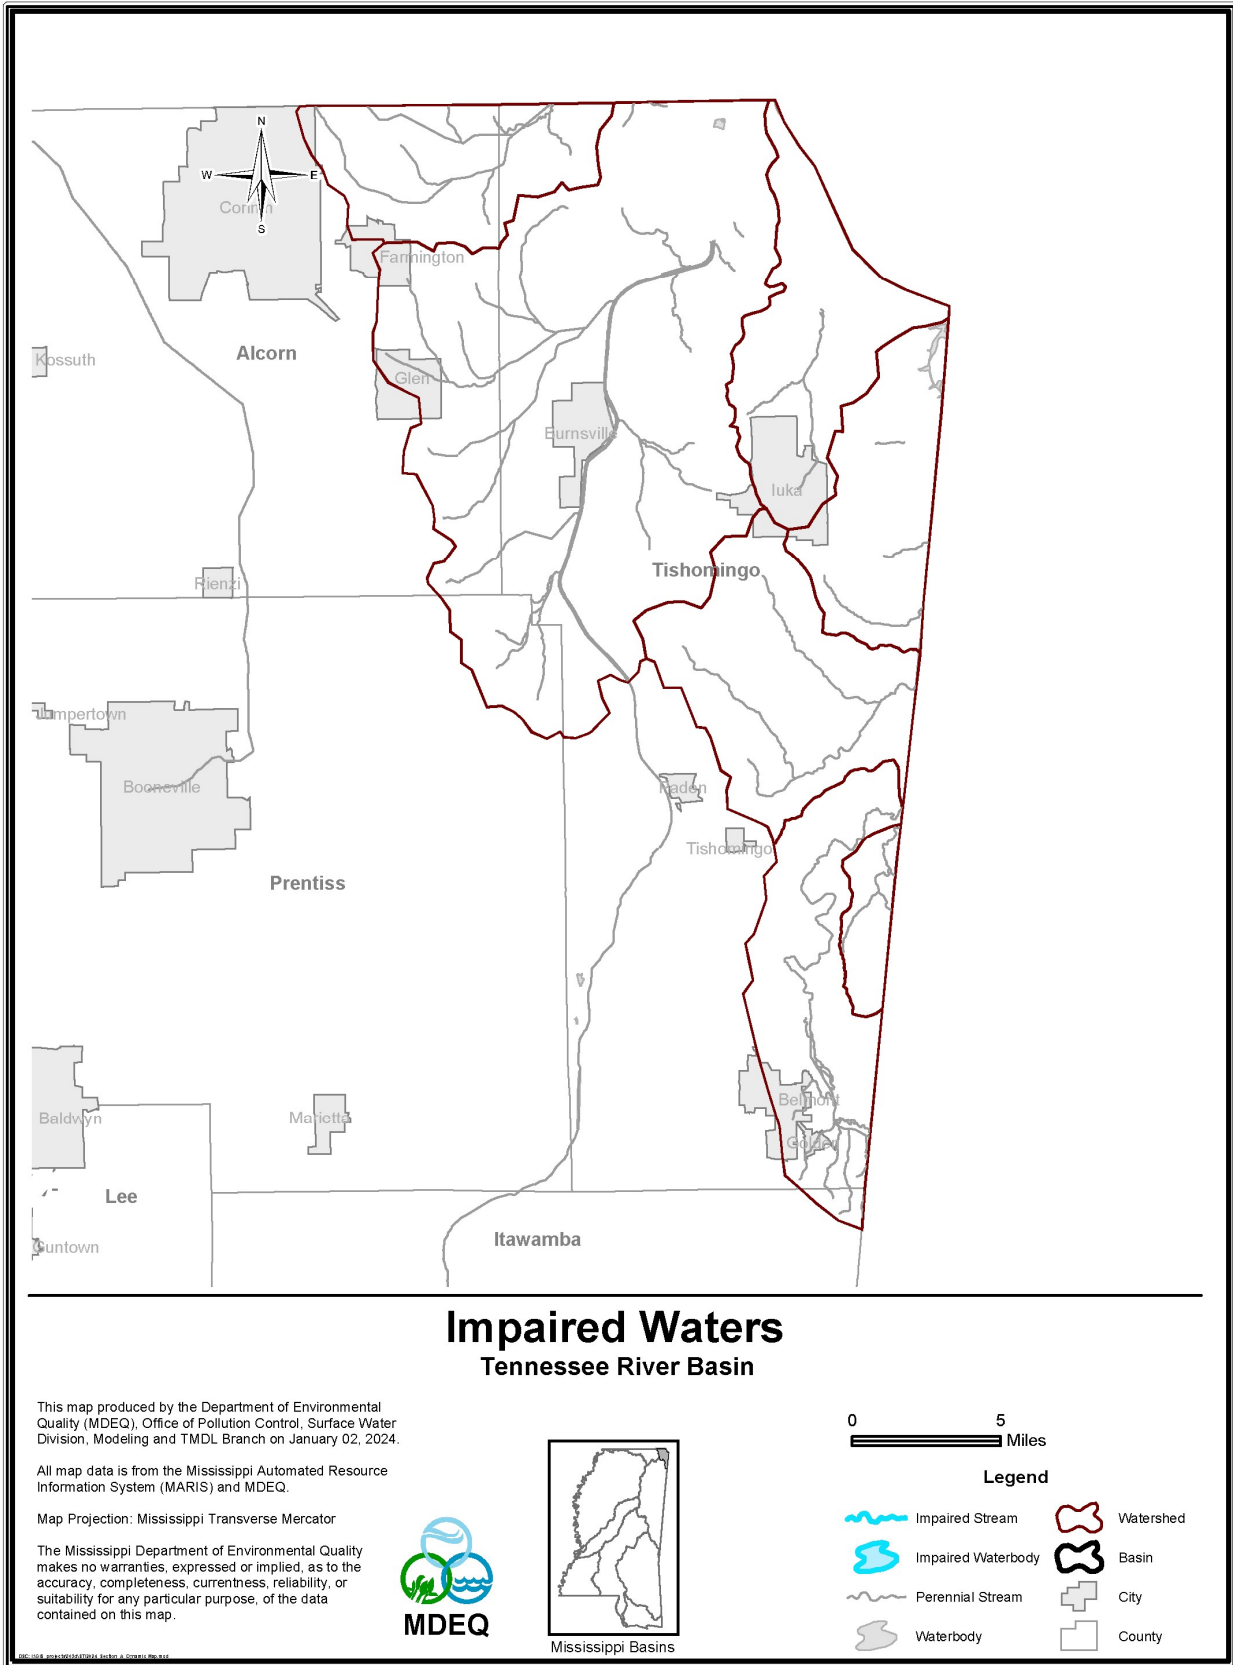 N
W E
S
Corinth
Farmington
Kossuth
Alcorn
Glen
Burnsville
Iuka
Tishomingo
Rienzi
Jumpertown
Booneville
Paden
Tishomingo
Prentiss
Baldwyn
Marietta
Belmont
Golden
Lee
Itawamba
Guntown
Impaired Waters
Tennessee River Basin
This map produced by the Department of Environmental
Quality (MDEQ), Office of Pollution Control, Surface Water
Division, Modeling and TMDL Branch on January 02, 2024.
All map data is from the Mississippi Automated Resource
Information System (MARIS) and MDEQ.
Map Projection: Mississippi Transverse Mercator
The Mississippi Department of Environmental Quality
makes no warranties, expressed or implied, as to the
accuracy, completeness, currentness, reliability, or
suitability for any particular purpose, of the data
contained on this map.
MDEQ
Mississippi Basins
0 5
Miles
Legend
Impaired Stream
Watershed
Impaired Waterbody
Basin
Perennial Stream
City
Waterbody
County